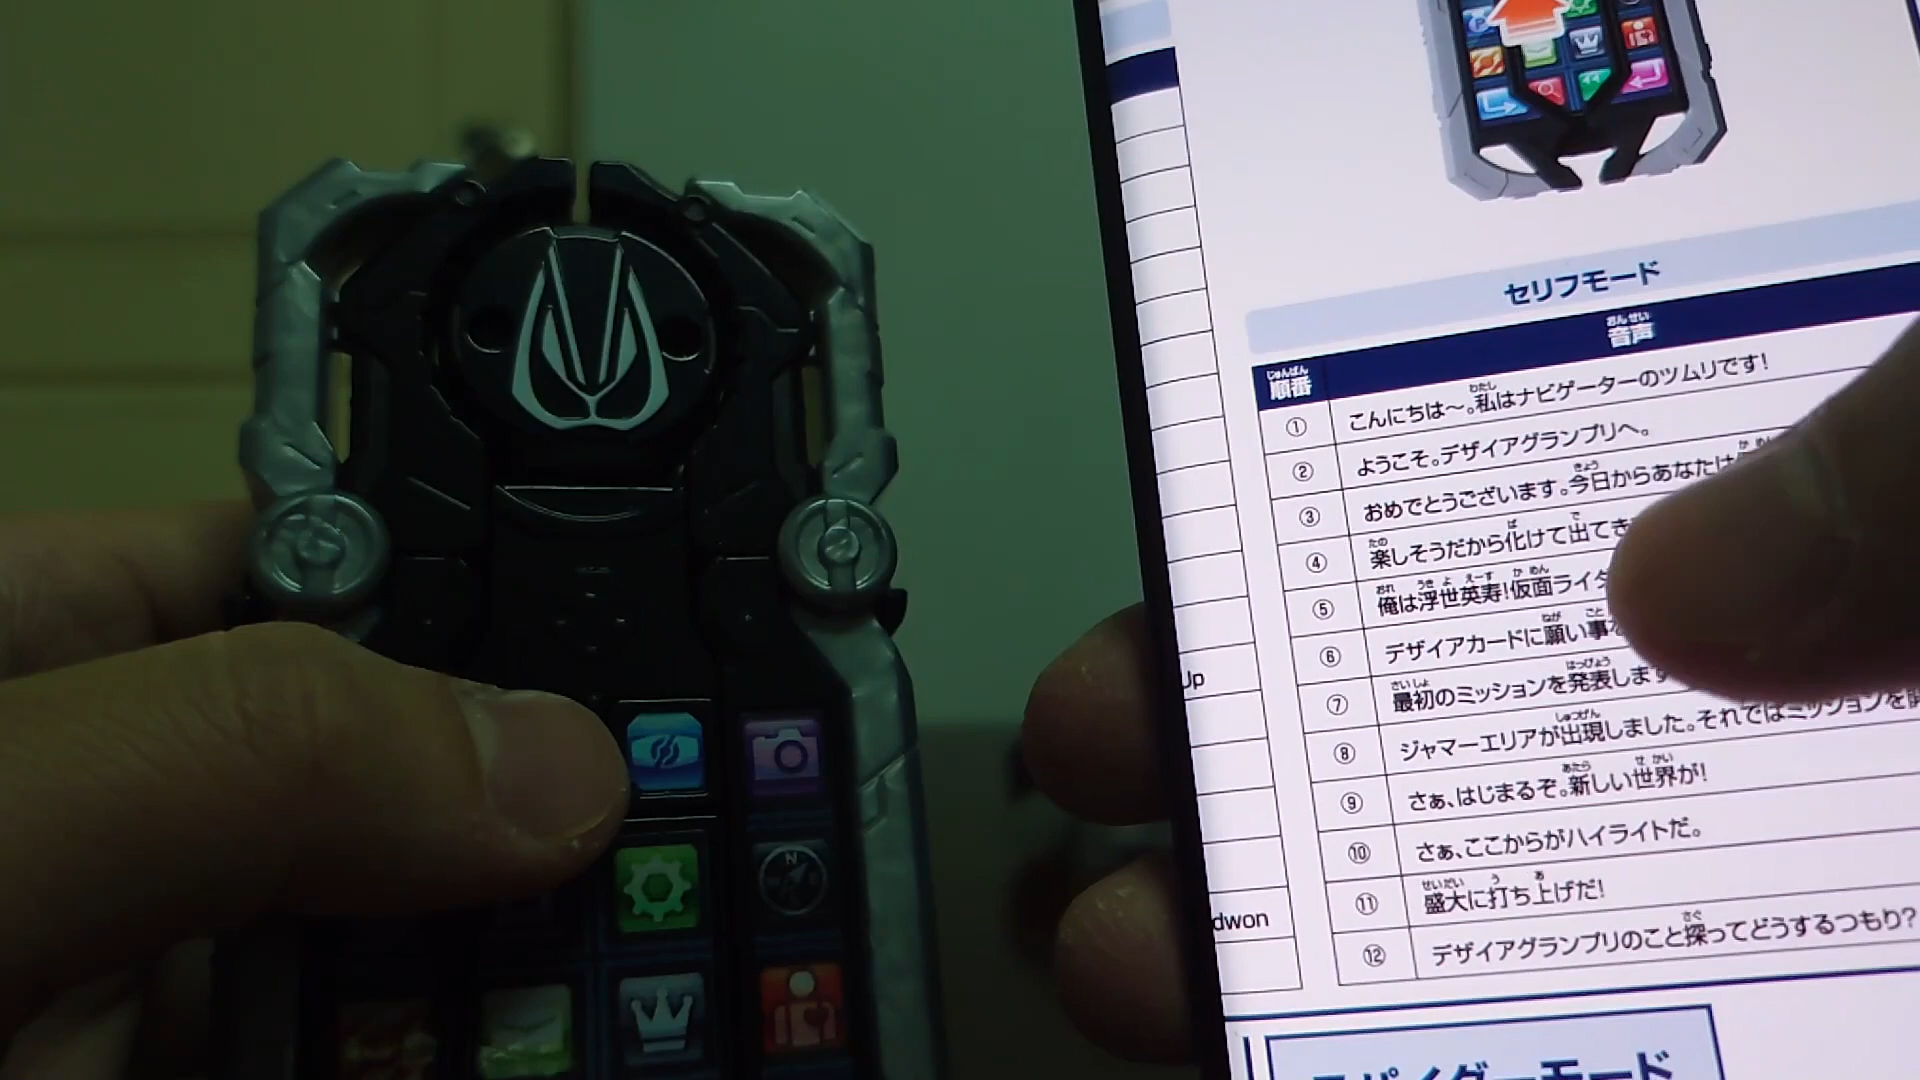 セリフモード
順番 音声
① こんにちは～。私はナビゲーターのツムリです!
② ようこそ。デザイアグランプリへ。
③ おめでとうございます。今日からあなたは
④ 楽しそうだから化けて出てき
⑤ 俺は浮世英寿!仮面ライダ
⑥ デザイアカードに願い事
⑦ 最初のミッションを発表します
⑧ ジャマーエリアが出現しました。それではミッションを
⑨ さぁ、はじまるぞ。新しい世界が!
⑩ さぁ、ここからがハイライトだ。
⑪ 盛大に打ち上げだ!
⑫ デザイアグランプリのこと探ってどうするつもり?
Up
dwon
N